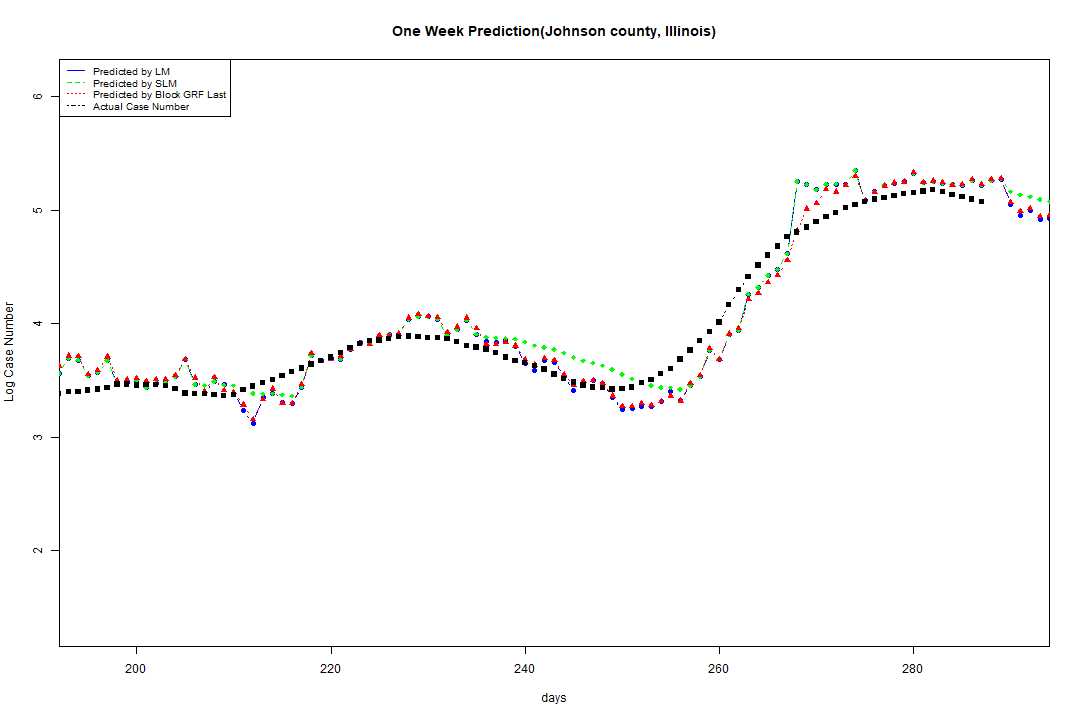 One Week Prediction(Johnson county, Illinois)
Predicted by LM
Predicted by SLM
Predicted by Block GRF Last
Actual Case Number
6
5
4
3
2
Log Case Number
200
220
240
260
280
days